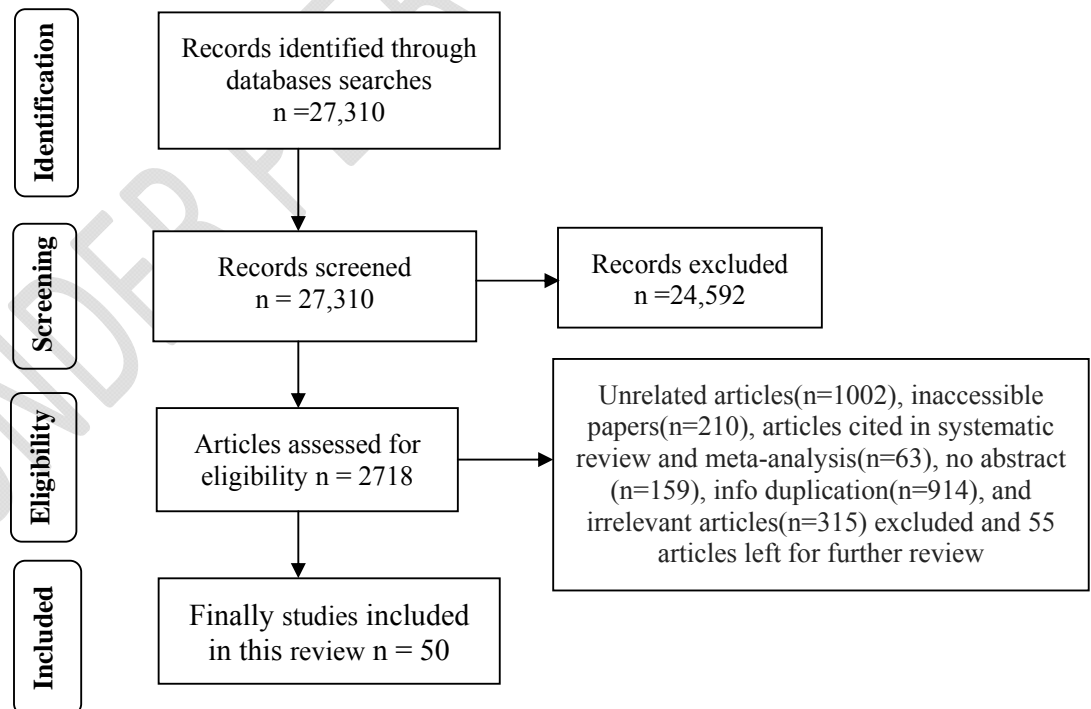 Identification
Records identified through
databases searches
n =27,310
Screening
Records screened
n = 27,310
Records excluded
n =24,592
Eligibility
Articles assessed for
eligibility n = 2718
Unrelated articles(n=1002), inaccessible
papers(n=210), articles cited in systematic
review and meta-analysis(n=63), no abstract
(n=159), info duplication(n=914), and
irrelevant articles(n=315) excluded and 55
articles left for further review
Included
Finally studies included
in this review n = 50
UNDER